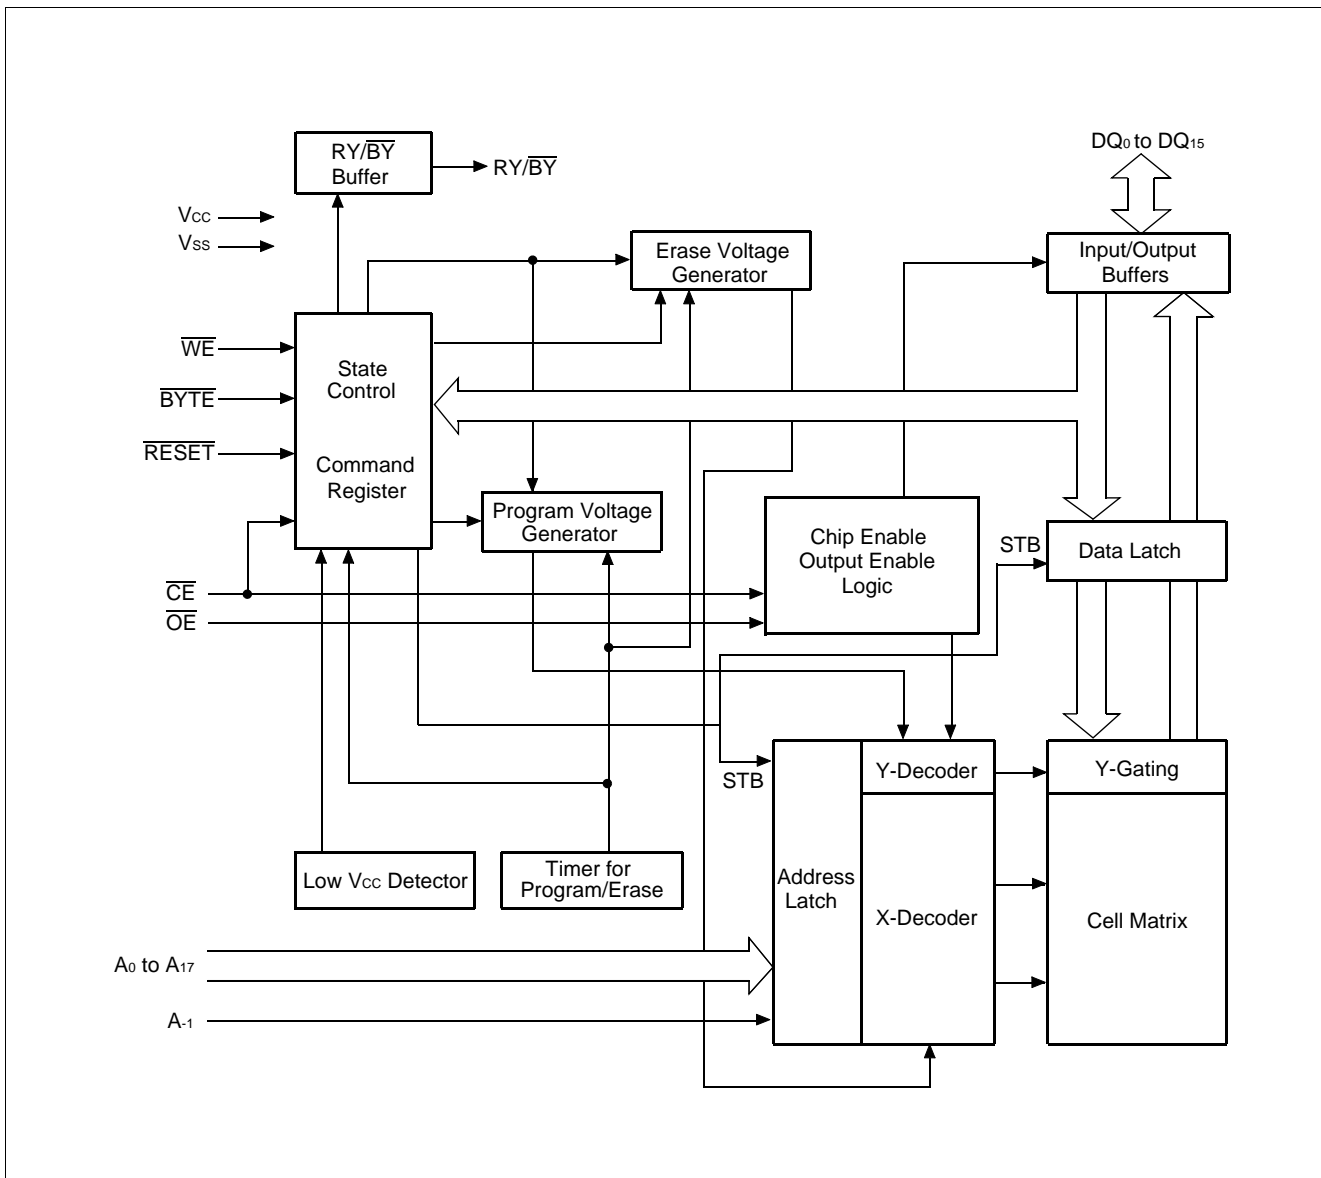 RY/BY
Buffer
RY/BY
DQ0 to DQ15
VCC
VSS
Erase Voltage
Generator
Input/Output
Buffers
WE
State
Control
BYTE
RESET
Command
Register
Program Voltage
Generator
Chip Enable
Output Enable
Logic
STB
Data Latch
CE
OE
STB
Y-Decoder
Y-Gating
Low VCC Detector
Timer for
Program/Erase
Address
Latch
X-Decoder
Cell Matrix
A0 to A17
A-1